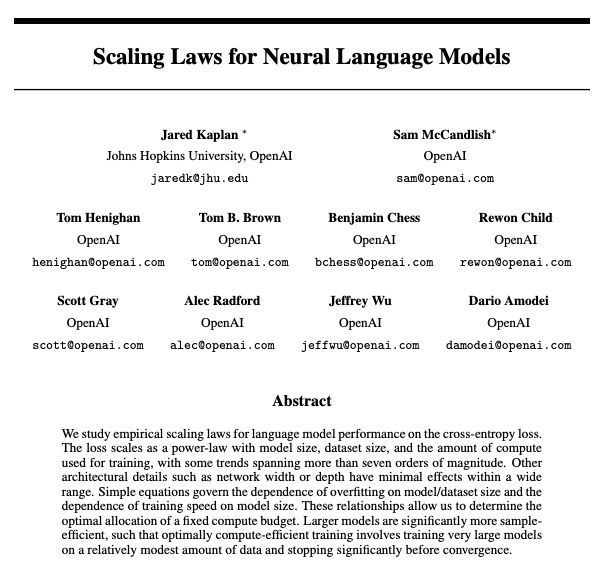 Scaling Laws for Neural Language Models
Jared Kaplan * Sam McCandlish*
Johns Hopkins University, OpenAI OpenAI
jaredk@jhu.edu sam@openai.com
Tom Henighan Tom B. Brown Benjamin Chess Rewon Child
OpenAI OpenAI OpenAI OpenAI
henighan@openai.com tom@openai.com bchess@openai.com rewon@openai.com
Scott Gray Alec Radford Jeffrey Wu Dario Amodei
OpenAI OpenAI OpenAI OpenAI
scott@openai.com alec@openai.com jeffwu@openai.com damodei@openai.com
Abstract
We study empirical scaling laws for language model performance on the cross-entropy loss.
The loss scales as a power-law with model size, dataset size, and the amount of compute
used for training, with some trends spanning more than seven orders of magnitude. Other
architectural details such as network width or depth have minimal effects within a wide
range. Simple equations govern the dependence of overfitting on model/dataset size and the
dependence of training speed on model size. These relationships allow us to determine the
optimal allocation of a fixed compute budget. Larger models are significantly more sample-
efficient, such that optimally compute-efficient training involves training very large models
on a relatively modest amount of data and stopping significantly before convergence.